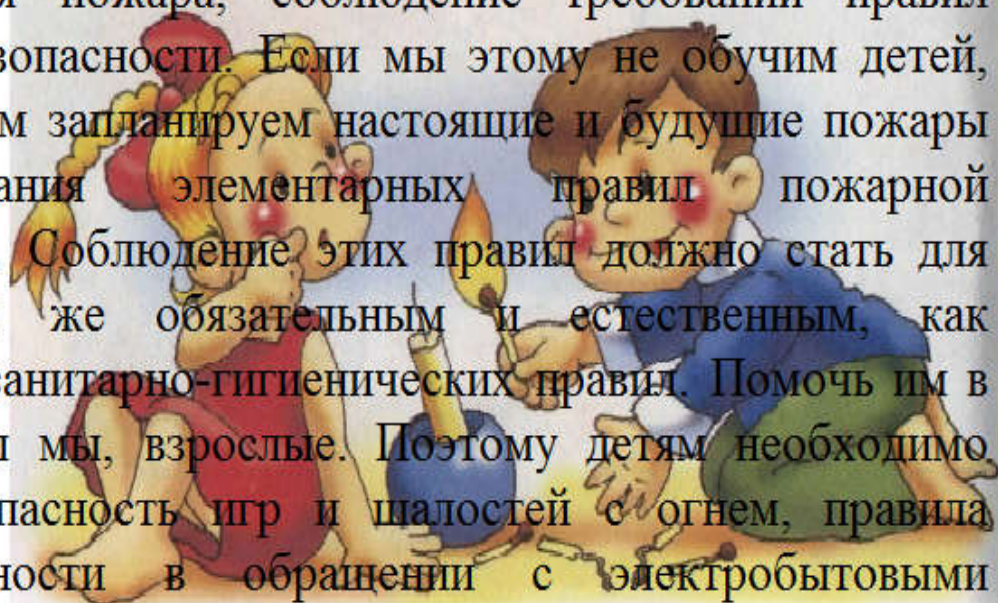 пожара, соблюдение требований правил
зопасности. Если мы этому не обучим детей,
м запланируем настоящие и будущие пожары
ания элементарных правил пожарной
Соблюдение этих правил должно стать для
же обязательным и естественным, как
санитарно-гигиенических правил. Помочь им в
мы, взрослые. Поэтому детям необходимо
пасность игр и шалостей с огнем, правила
ности в обращении с электробытовыми